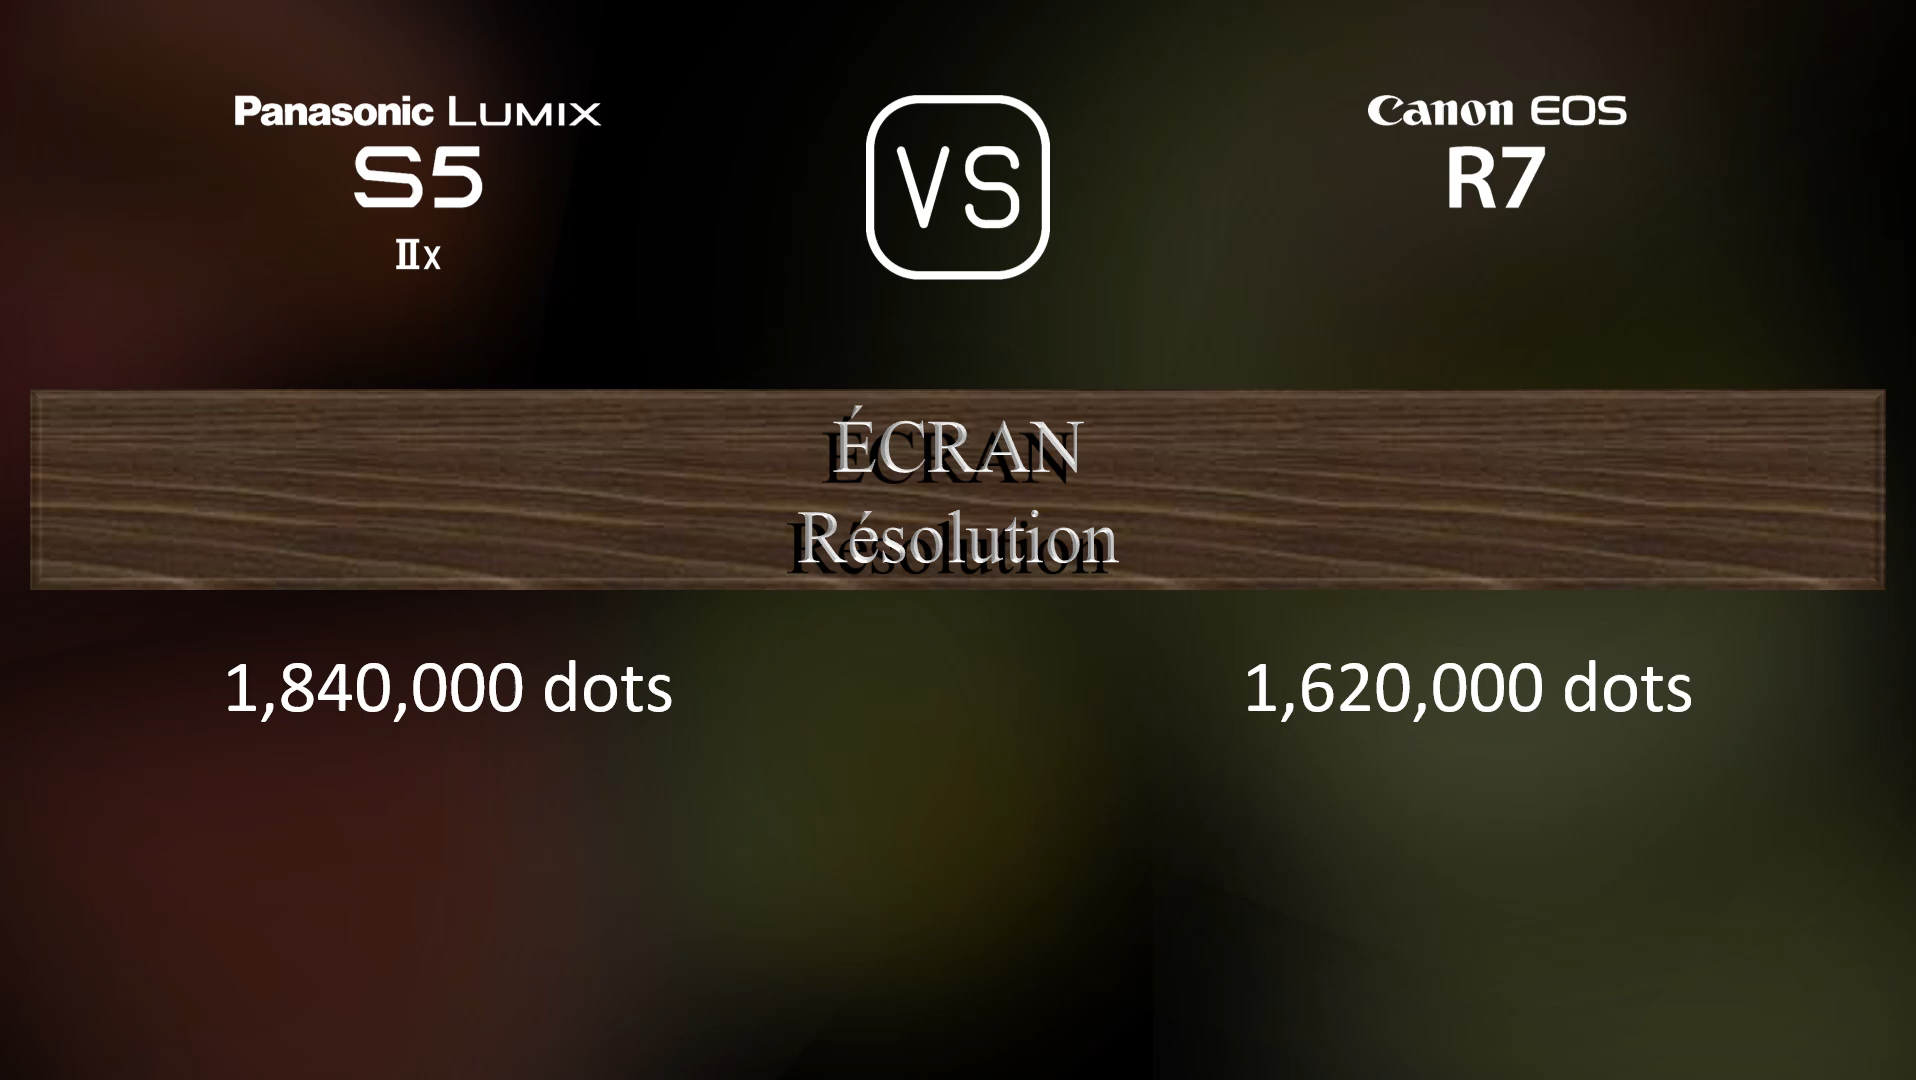 Panasonic LUMIX
S5
IIx
VS
Canon EOS
R7
ÉCRAN
Résolution
1,840,000 dots
1,620,000 dots